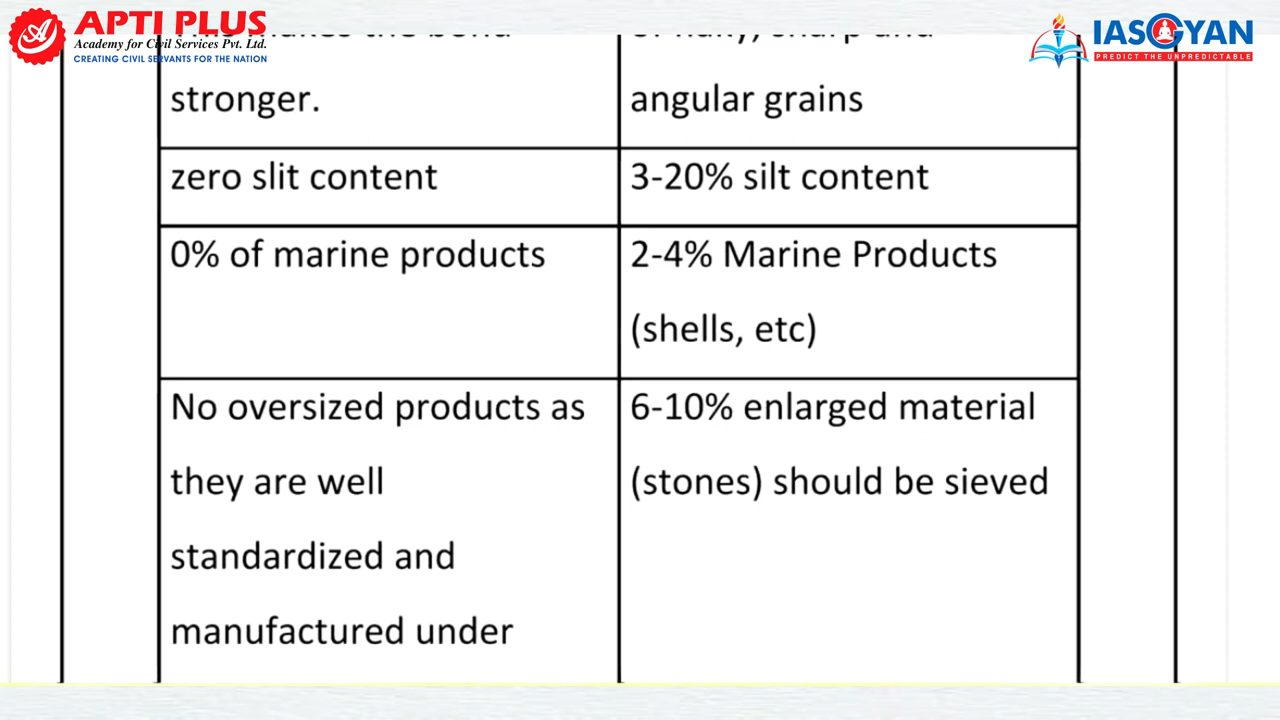 APTI PLUS
Academy for Civil Services Pvt. Ltd.
CREATING CIVIL SERVANTS FOR THE NATION
IASGYAN
PREDICT THE UNPREDICTABLE
stronger.
angular grains
zero slit content
3-20% silt content
0% of marine products
2-4% Marine Products
(shells, etc)
No oversized products as
they are well
standardized and
manufactured under
6-10% enlarged material
(stones) should be sieved